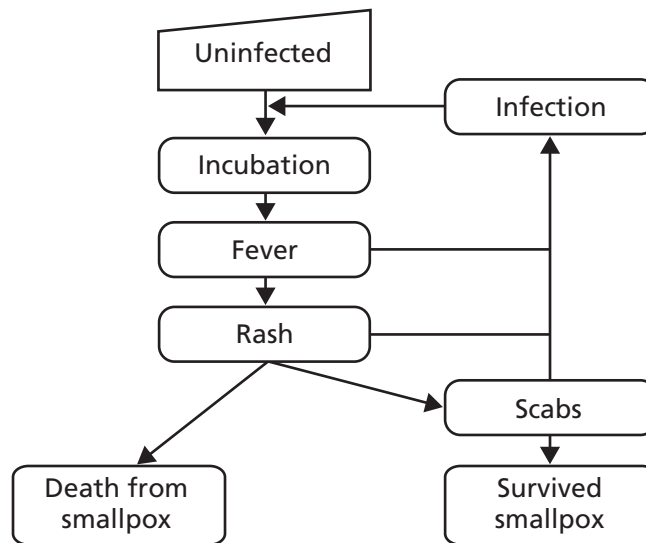 Uninfected
Infection
Incubation
Fever
Rash
Scabs
Death from
smallpox
Survived
smallpox